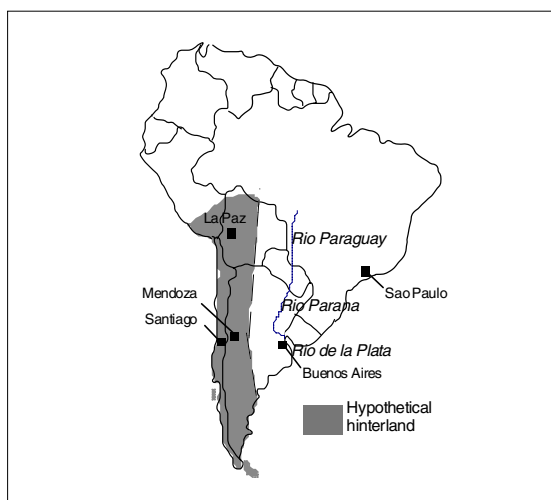 La Paz
Rio Paraguay
Sao Paulo
Mendoza
Rio Parana
Santiago
Rio de la Plata
Buenos Aires
Hypothetical
hinterland